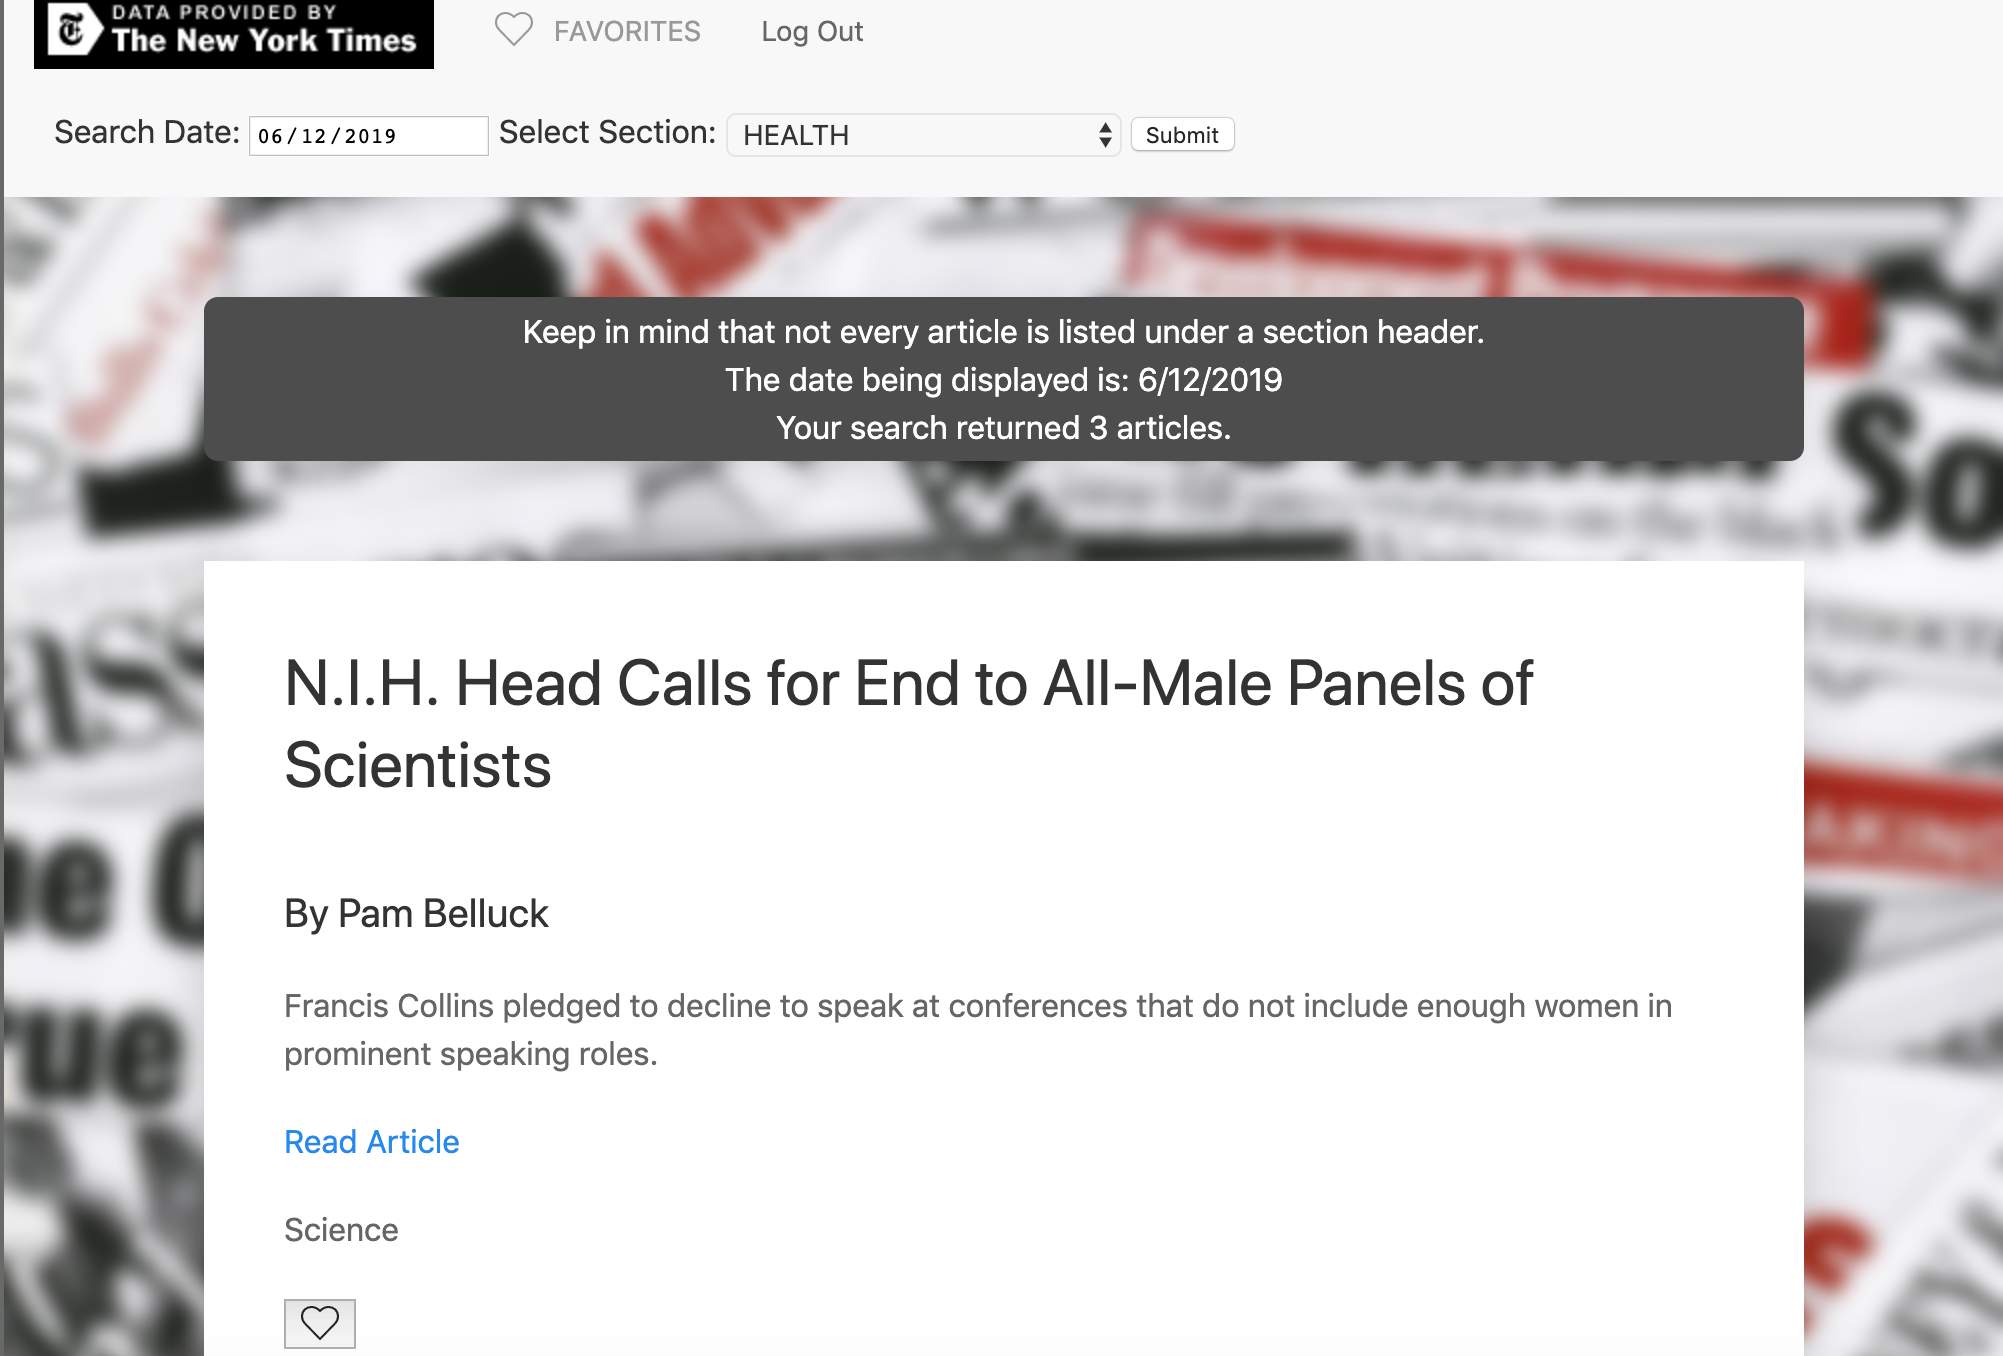 DATA PROVIDED BY
The New York Times
FAVORITES
Log Out
Search Date: 06/12/2019 Select Section: HEALTH Submit
Keep in mind that not every article is listed under a section header.
The date being displayed is: 6/12/2019
Your search returned 3 articles.
N.I.H. Head Calls for End to All-Male Panels of
Scientists
By Pam Belluck
Francis Collins pledged to decline to speak at conferences that do not include enough women in
prominent speaking roles.
Read Article
Science